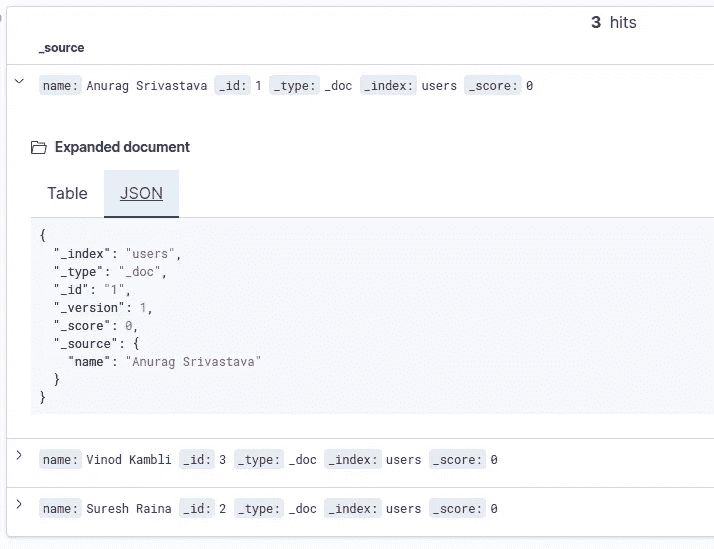 3 hits
_source
name: Anurag Srivastava _id: 1 _type: _doc _index: users _score: 0
Expanded document
Table JSON
{
"_index": "users",
"_type": "_doc",
"_id": "1",
"_version": 1,
"_score": 0,
"_source": {
"name": "Anurag Srivastava"
}
}
name: Vinod Kambli _id: 3 _type: _doc _index: users _score: 0
name: Suresh Raina _id: 2 _type: _doc _index: users _score: 0